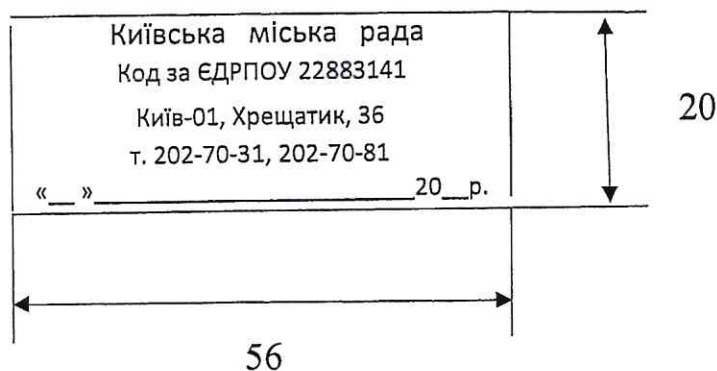 Київська міська рада
Код за ЄДРПОУ 22883141
Київ-01, Хрещатик, 36
т. 202-70-31, 202-70-81
«__ »__________________________20__р.
20
56